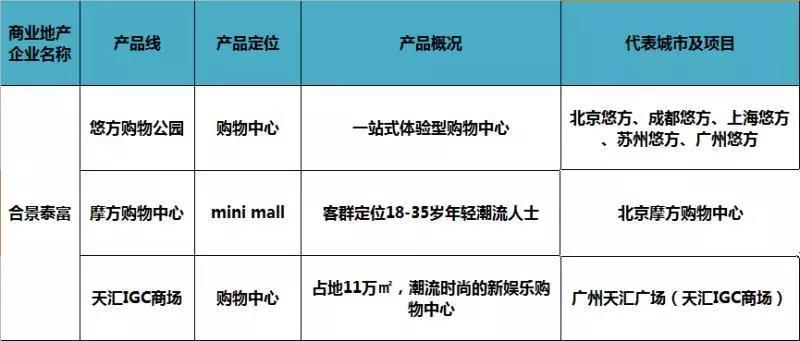 商业地产
企业名称
产品线
产品定位
产品概况
代表城市及项目
合景泰富
悠方购物公园
购物中心
一站式体验型购物中心
北京悠方、成都悠方、上海悠方
、苏州悠方、广州悠方
摩方购物中心
mini mall
客群定位18-35岁年轻潮流人士
北京摩方购物中心
天汇IGC商场
购物中心
占地11万㎡，潮流时尚的新娱乐购
物中心
广州天汇广场（天汇IGC商场）